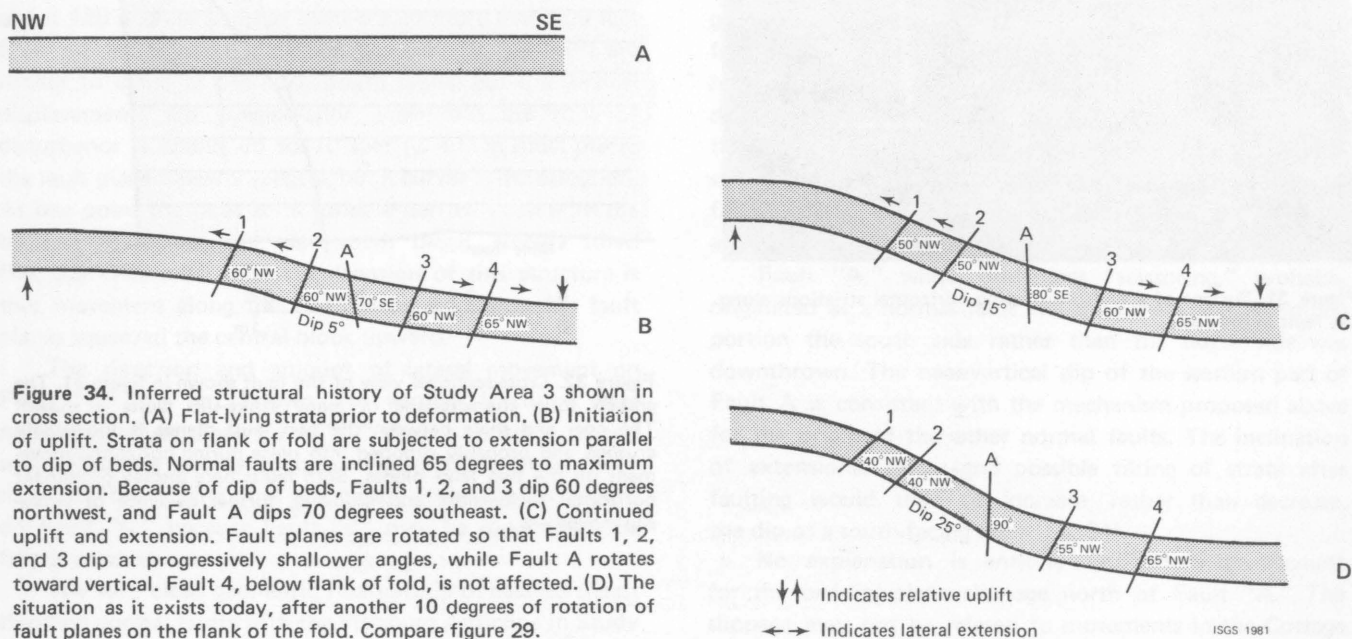 NW
SE
A
1
2
A
3
4
60° NW
60° NW
70° SE
60° NW
65° NW
Dip 5°
B
Figure 34. Inferred structural history of Study Area 3 shown in
cross section. (A) Flat-lying strata prior to deformation. (B) Initiation
of uplift. Strata on flank of fold are subjected to extension parallel
to dip of beds. Normal faults are inclined 65 degrees to maximum
extension. Because of dip of beds, Faults 1, 2, and 3 dip 60 degrees
northwest, and Fault A dips 70 degrees southeast. (C) Continued
uplift and extension. Fault planes are rotated so that Faults 1, 2,
and 3 dip at progressively shallower angles, while Fault A rotates
toward vertical. Fault 4, below flank of fold, is not affected. (D) The
situation as it exists today, after another 10 degrees of rotation of
fault planes on the flank of the fold. Compare figure 29.
1
2
A
3
4
50° NW
50° NW
80° SE
60° NW
65° NW
Dip 15°
C
1
2
A
3
4
40° NW
40° NW
90°
55° NW
65° NW
Dip 25°
D
Indicates relative uplift
Indicates lateral extension
ISGS 1981